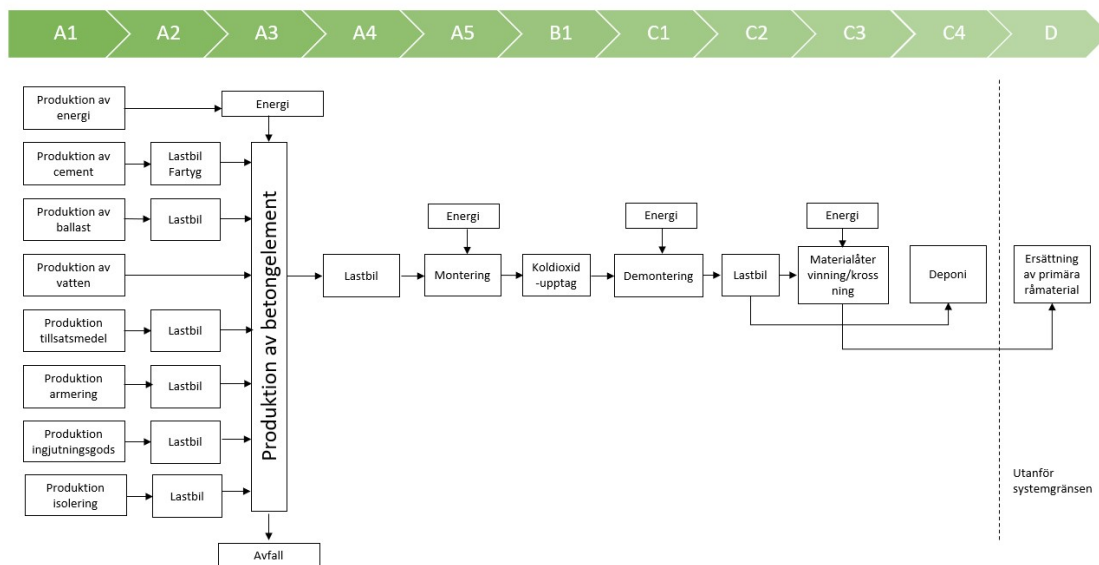 A1
A2
A3
A4
A5
B1
C1
C2
C3
C4
D
Produktion av
energi
Energi
Produktion av
cement
Lastbil
Fartyg
Produktion av
ballast
Lastbil
Produktion av
vatten
Produktion
tillsatsmedel
Lastbil
Produktion
armering
Lastbil
Produktion
ingjutningsgods
Lastbil
Produktion
isolering
Lastbil
Produktion av betongelement
Avfall
Lastbil
Energi
Montering
Koldioxid
-upptag
Energi
Demontering
Lastbil
Energi
Materialåter
vinning/kross
ning
Deponi
Ersättning
av primära
råmaterial
Utanför
systemgränsen